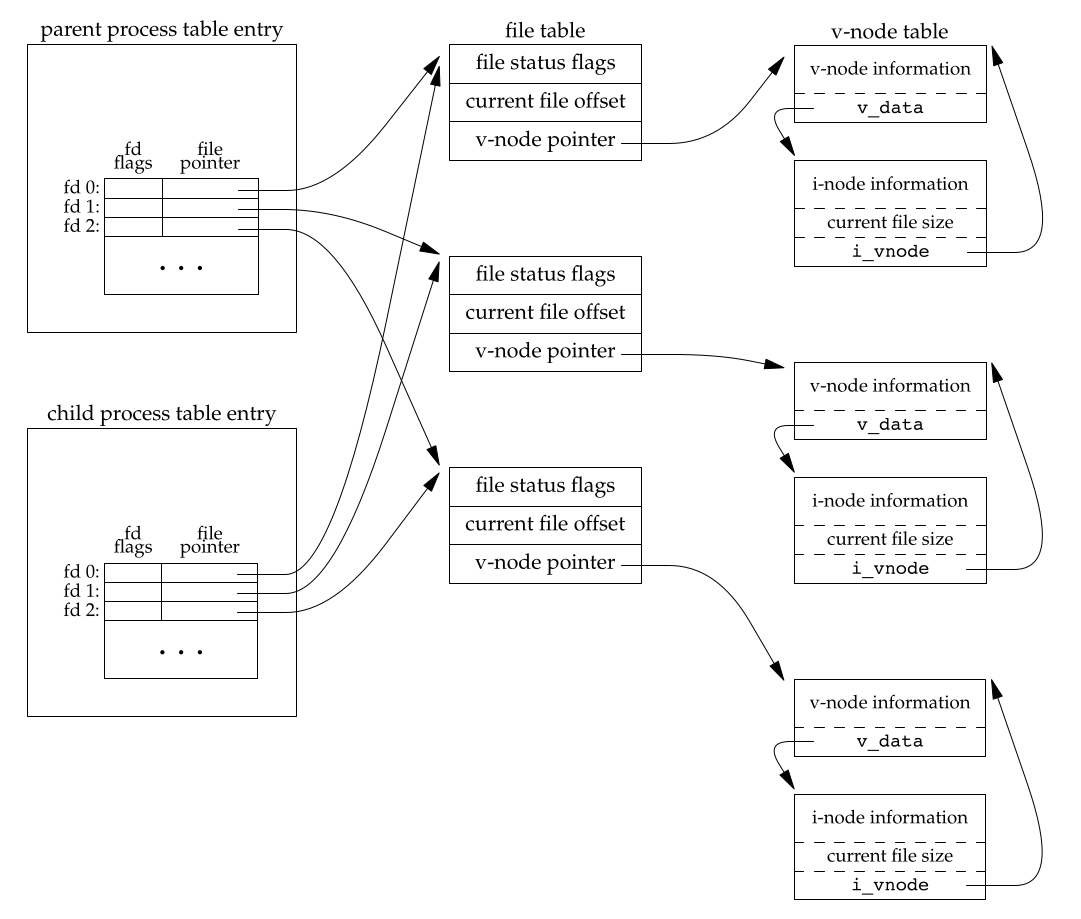 parent process table entry
fd
flags
file
pointer
fd 0:
fd 1:
fd 2:
. . .
child process table entry
fd
flags
file
pointer
fd 0:
fd 1:
fd 2:
. . .
file table
file status flags
current file offset
v-node pointer
file status flags
current file offset
v-node pointer
file status flags
current file offset
v-node pointer
v-node table
v-node information
v_data
i-node information
current file size
i_vnode
v-node information
v_data
i-node information
current file size
i_vnode
v-node information
v_data
i-node information
current file size
i_vnode